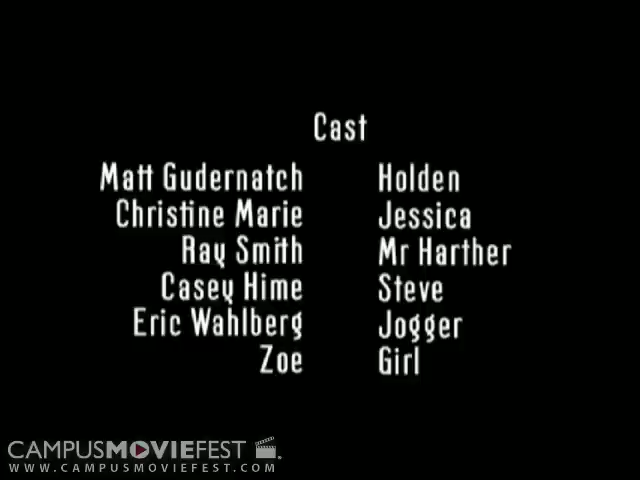 Cast
Matt Gudernatch Holden
Christine Marie Jessica
Ray Smith Mr Harther
Casey Hime Steve
Eric Wahlberg Jogger
Zoe Girl
CAMPUSMOVIEFEST
WWW.CAMPUSMOVIEFEST.COM